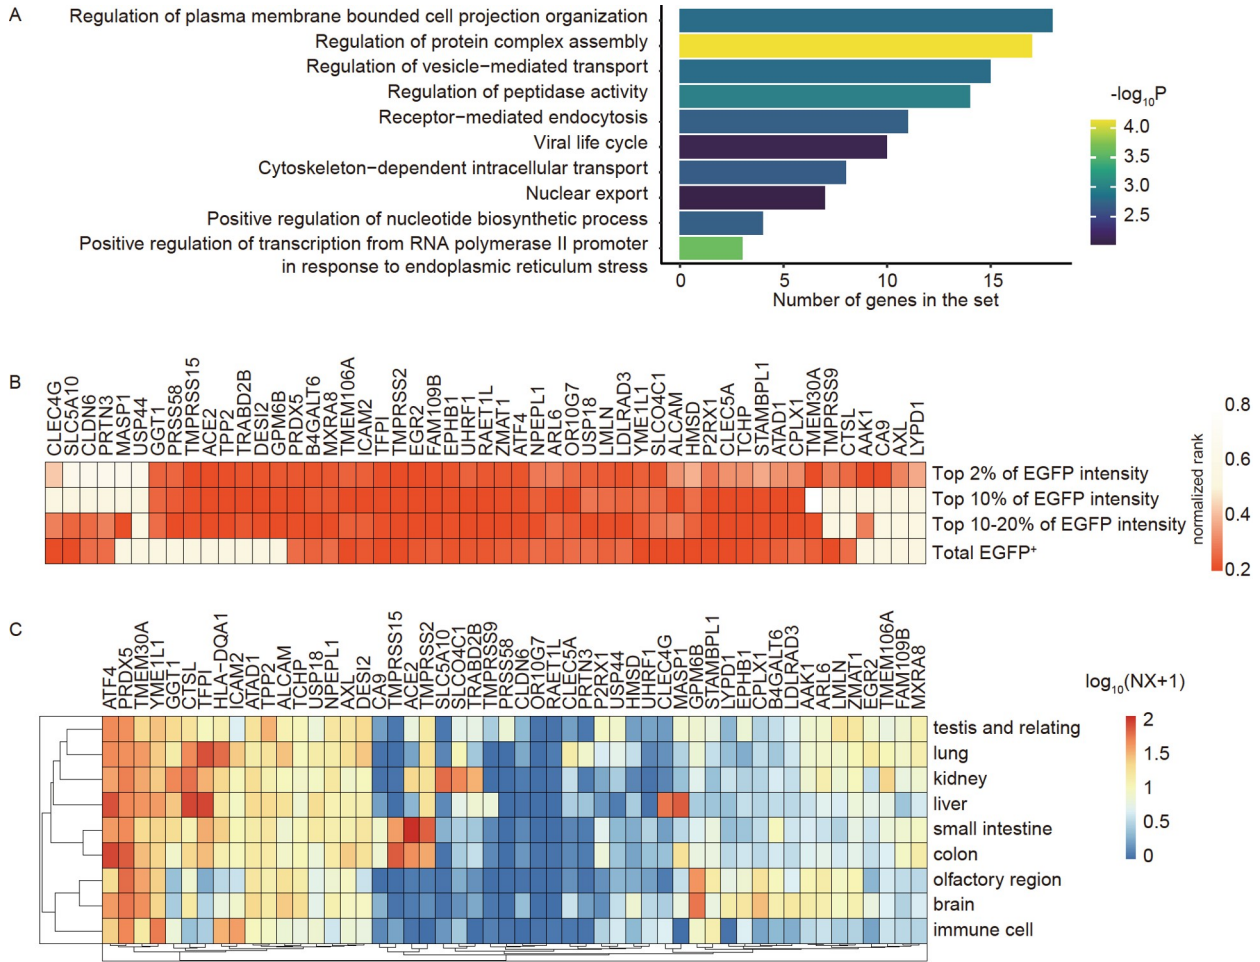 A
Regulation of plasma membrane bounded cell projection organization
Regulation of protein complex assembly
Regulation of vesicle−mediated transport
Regulation of peptidase activity
Receptor−mediated endocytosis
Viral life cycle
Cytoskeleton−dependent intracellular transport
Nuclear export
Positive regulation of nucleotide biosynthetic process
Positive regulation of transcription from RNA polymerase II promoter
in response to endoplasmic reticulum stress
0 5 10 15
Number of genes in the set
-log10P
4.0
3.5
3.0
2.5
B
CLEC4G
SLC5A10
CLDN6
PRTN3
MASP1
USP44
GGT1
PRSS58
TMPRSS15
ACE2
TPP2
TRABD2B
DESI2
GPM6B
PRDX5
B4GALT6
MXRA8
TMEM106A
ICAM2
TFPI
TMPRSS2
EGR2
FAM109B
EPHB1
UHRF1
RAET1L
ZMAT1
ATF4
NPEPL1
ARL6
OR10G7
USP18
LMLN
LDLRAD3
YME1L1
SLCO4C1
ALCAM
HMSD
P2RX1
CLEC5A
TCHP
STAMBPL1
ATAD1
CPLX1
TMEM30A
TMPRSS9
CTSL
AAK1
CA9
AXL
LYPD1
Top 2% of EGFP intensity
Top 10% of EGFP intensity
Top 10-20% of EGFP intensity
Total EGFP+
normalized rank
0.8
0.6
0.4
0.2
C
ATF4
PRDX5
TMEM30A
YME1L1
GGT1
CTSL
TFPI
HLA−DQA1
ICAM2
ATAD1
TPP2
ALCAM
TCHP
USP18
NPEPL1
AXL
DESI2
CA9
TMPRSS15
ACE2
TMPRSS2
SLC5A10
SLCO4C1
TRABD2B
TMPRSS9
PRSS58
CLDN6
OR10G7
RAET1L
CLEC5A
PRTN3
P2RX1
USP44
HMSD
UHRF1
CLEC4G
MASP1
GPM6B
STAMBPL1
LYPD1
EPHB1
CPLX1
B4GALT6
LDLRAD3
AAK1
ARL6
LMLN
ZMAT1
EGR2
TMEM106A
FAM109B
MXRA8
testis and relating
lung
kidney
liver
small intestine
colon
olfactory region
brain
immune cell
log10(NX+1)
2
1.5
1
0.5
0